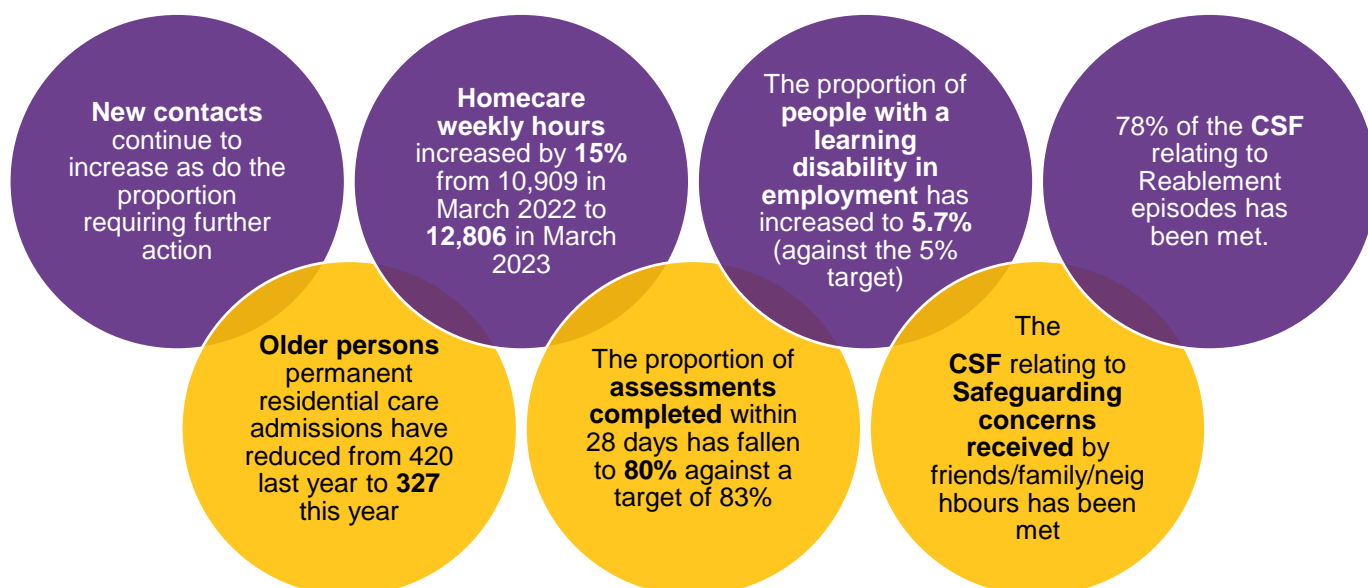 New contacts
continue to
increase as do the
proportion
requiring further
action
Homecare
weekly hours
increased by 15%
from 10,909 in
March 2022 to
12,806 in March
2023
The proportion of
people with a
learning
disability in
employment has
increased to 5.7%
(against the 5%
target)
78% of the CSF
relating to
Reablement
episodes has
been met.
Older persons
permanent
residential care
admissions have
reduced from 420
last year to 327
this year
The proportion of
assessments
completed within
28 days has fallen
to 80% against a
target of 83%
The
CSF relating to
Safeguarding
concerns
received by
friends/family/neig
hbours has been
met